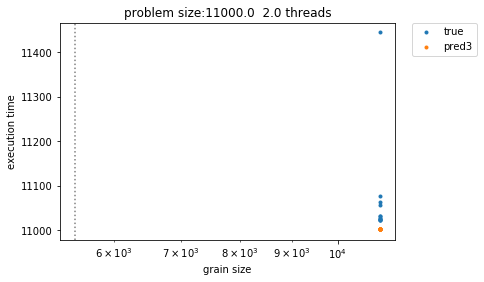 problem size:11000.0  2.0 threads
true
pred3
execution time
11400
11300
11200
11100
11000
6 × 10³
7 × 10³
8 × 10³
9 × 10³
10⁴
grain size